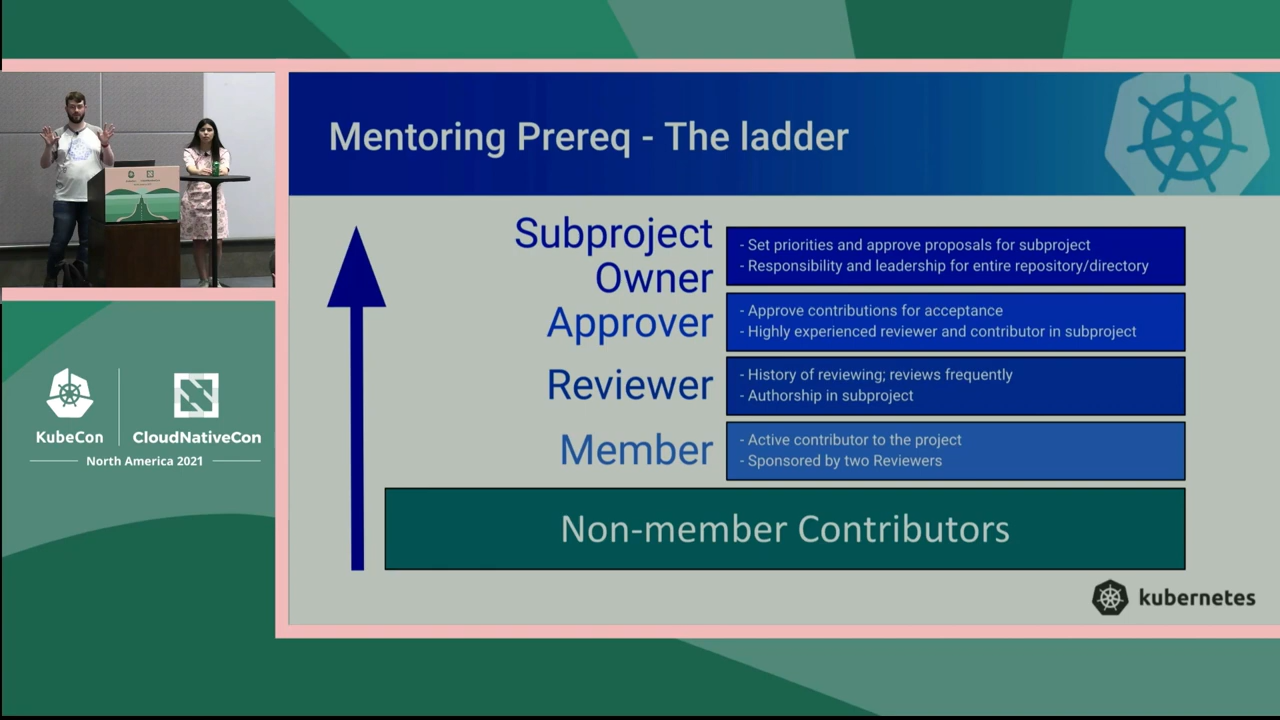 Mentoring Prereq - The ladder
Subproject
Owner
- Set priorities and approve proposals for subproject
- Responsibility and leadership for entire repository/directory
Approver
- Approve contributions for acceptance
- Highly experienced reviewer and contributor in subproject
Reviewer
- History of reviewing; reviews frequently
- Authorship in subproject
Member
- Active contributor to the project
- Sponsored by two Reviewers
Non-member Contributors
kubernetes
KubeCon
CloudNativeCon
North America 2021